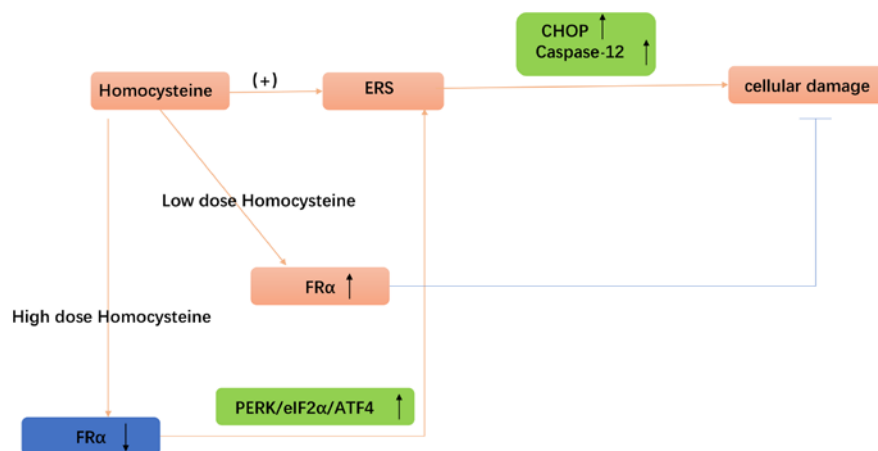 CHOP ↑
Caspase-12 ↑
Homocysteine
(+)
ERS
cellular damage
Low dose Homocysteine
FRα ↑
High dose Homocysteine
PERK/eIF2α/ATF4 ↑
FRα ↓